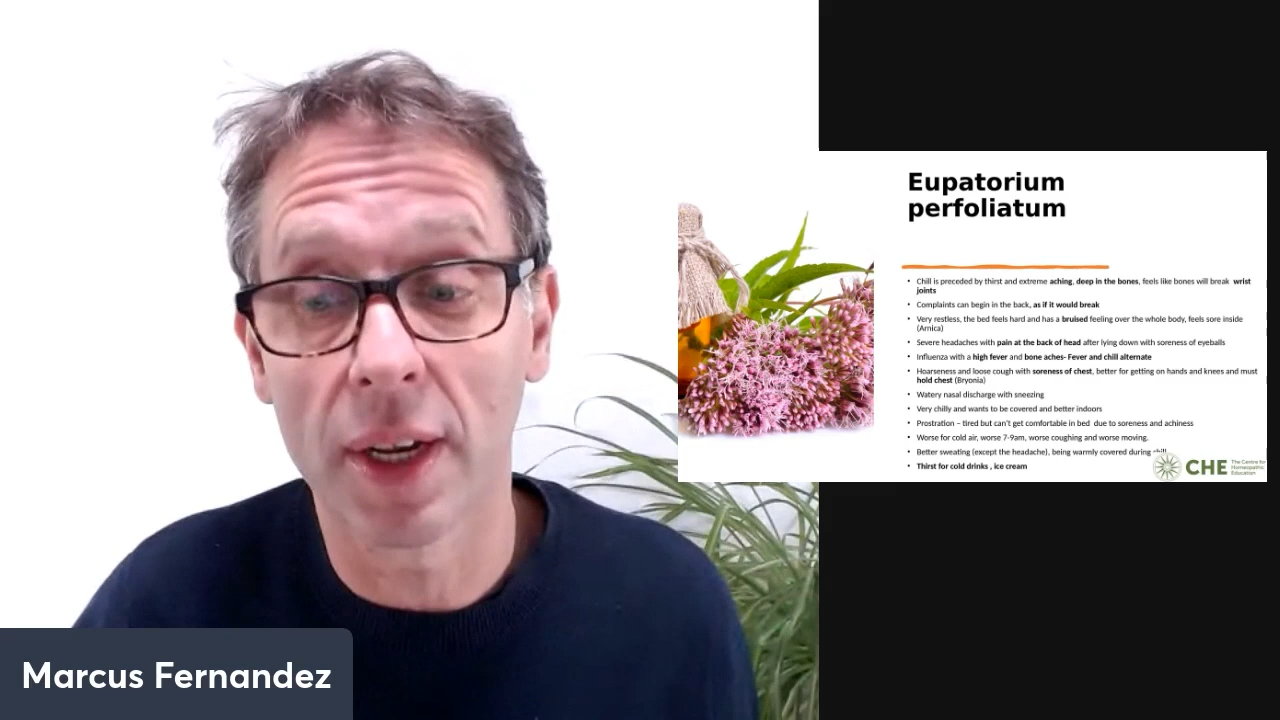 Eupatorium
perfoliatum
• Chill is preceded by thirst and extreme aching, deep in the bones, feels like bones will break wrist
joints
• Complaints can begin in the back, as if it would break
• Very restless, the bed feels hard and has a bruised feeling over the whole body, feels sore inside
(Arnica)
• Severe headaches with pain at the back of head after lying down with soreness of eyeballs
• Influenza with a high fever and bone aches- Fever and chill alternate
• Hoarseness and loose cough with soreness of chest, better for getting on hands and knees and must
hold chest (Bryonia)
• Watery nasal discharge with sneezing
• Very chilly and wants to be covered and better indoors
• Prostration – tired but can't get comfortable in bed due to soreness and achiness
• Worse for cold air, worse 7-9am, worse coughing and worse moving.
• Better sweating (except the headache), being warmly covered during chill
• Thirst for cold drinks , ice cream
CHE
The Centre for
Homeopathic
Education
Marcus Fernandez